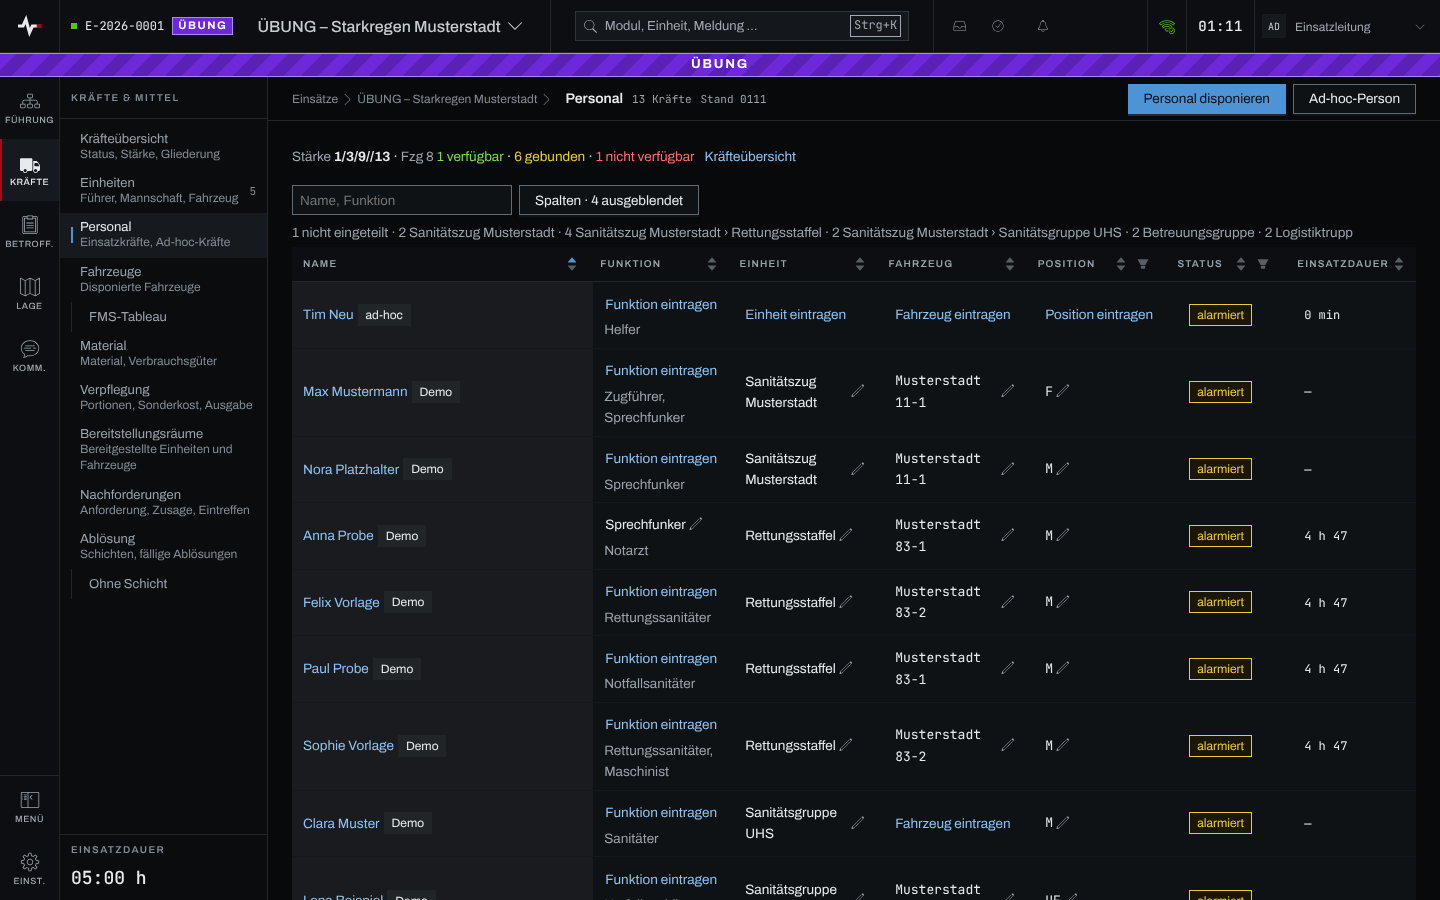 E-2026-0001 ÜBUNG ÜBUNG – Starkregen Musterstadt Modul, Einheit, Meldung ... Strg+K 01:11 AD Einsatzleitung
ÜBUNG
FÜHRUNG
KRÄFTE
BETROFF.
LAGE
KOMM.
MENÜ
EINST.
KRÄFTE & MITTEL
Kräfteübersicht
Status, Stärke, Gliederung
Einheiten
Führer, Mannschaft, Fahrzeug 5
Personal
Einsatzkräfte, Ad-hoc-Kräfte
Fahrzeuge
Disponierte Fahrzeuge
FMS-Tableau
Material
Material, Verbrauchsgüter
Verpflegung
Portionen, Sonderkost, Ausgabe
Bereitstellungsräume
Bereitgestellte Einheiten und
Fahrzeuge
Nachforderungen
Anforderung, Zusage, Eintreffen
Ablösung
Schichten, fällige Ablösungen
Ohne Schicht
EINSATZDAUER
05:00 h
Einsätze ÜBUNG – Starkregen Musterstadt Personal 13 Kräfte Stand 0111 Personal disponieren Ad-hoc-Person
Stärke 1/3/9//13 · Fzg 8 1 verfügbar · 6 gebunden · 1 nicht verfügbar Kräfteübersicht
Name, Funktion Spalten · 4 ausgeblendet
1 nicht eingeteilt · 2 Sanitätszug Musterstadt · 4 Sanitätszug Musterstadt › Rettungsstaffel · 2 Sanitätszug Musterstadt › Sanitätsgruppe UHS · 2 Betreuungsgruppe · 2 Logistiktrupp
NAME FUNKTION EINHEIT FAHRZEUG POSITION STATUS EINSATZDAUER
Funktion eintragen
Tim Neu ad-hoc Einheit eintragen Fahrzeug eintragen Position eintragen alarmiert 0 min
Helfer
Funktion eintragen
Sanitätszug Musterstadt
Max Mustermann Demo F alarmiert –
Zugführer, Musterstadt 11-1
Sprechfunker
Funktion eintragen Sanitätszug Musterstadt
Nora Platzhalter Demo M alarmiert –
Sprechfunker Musterstadt 11-1
Sprechfunker Musterstadt
Anna Probe Demo Rettungsstaffel M alarmiert 4 h 47
Notarzt 83-1
Funktion eintragen Musterstadt
Felix Vorlage Demo Rettungsstaffel M alarmiert 4 h 47
Rettungssanitäter 83-2
Funktion eintragen Musterstadt
Paul Probe Demo Rettungsstaffel M alarmiert 4 h 47
Notfallsanitäter 83-1
Funktion eintragen
Musterstadt
Sophie Vorlage Demo Rettungsstaffel M alarmiert 4 h 47
Rettungssanitäter, 83-2
Maschinist
Funktion eintragen Sanitätsgruppe
Clara Muster Demo Fahrzeug eintragen M alarmiert –
Sanitäter UHS
Funktion eintragen
Sanitätsgruppe Musterstadt